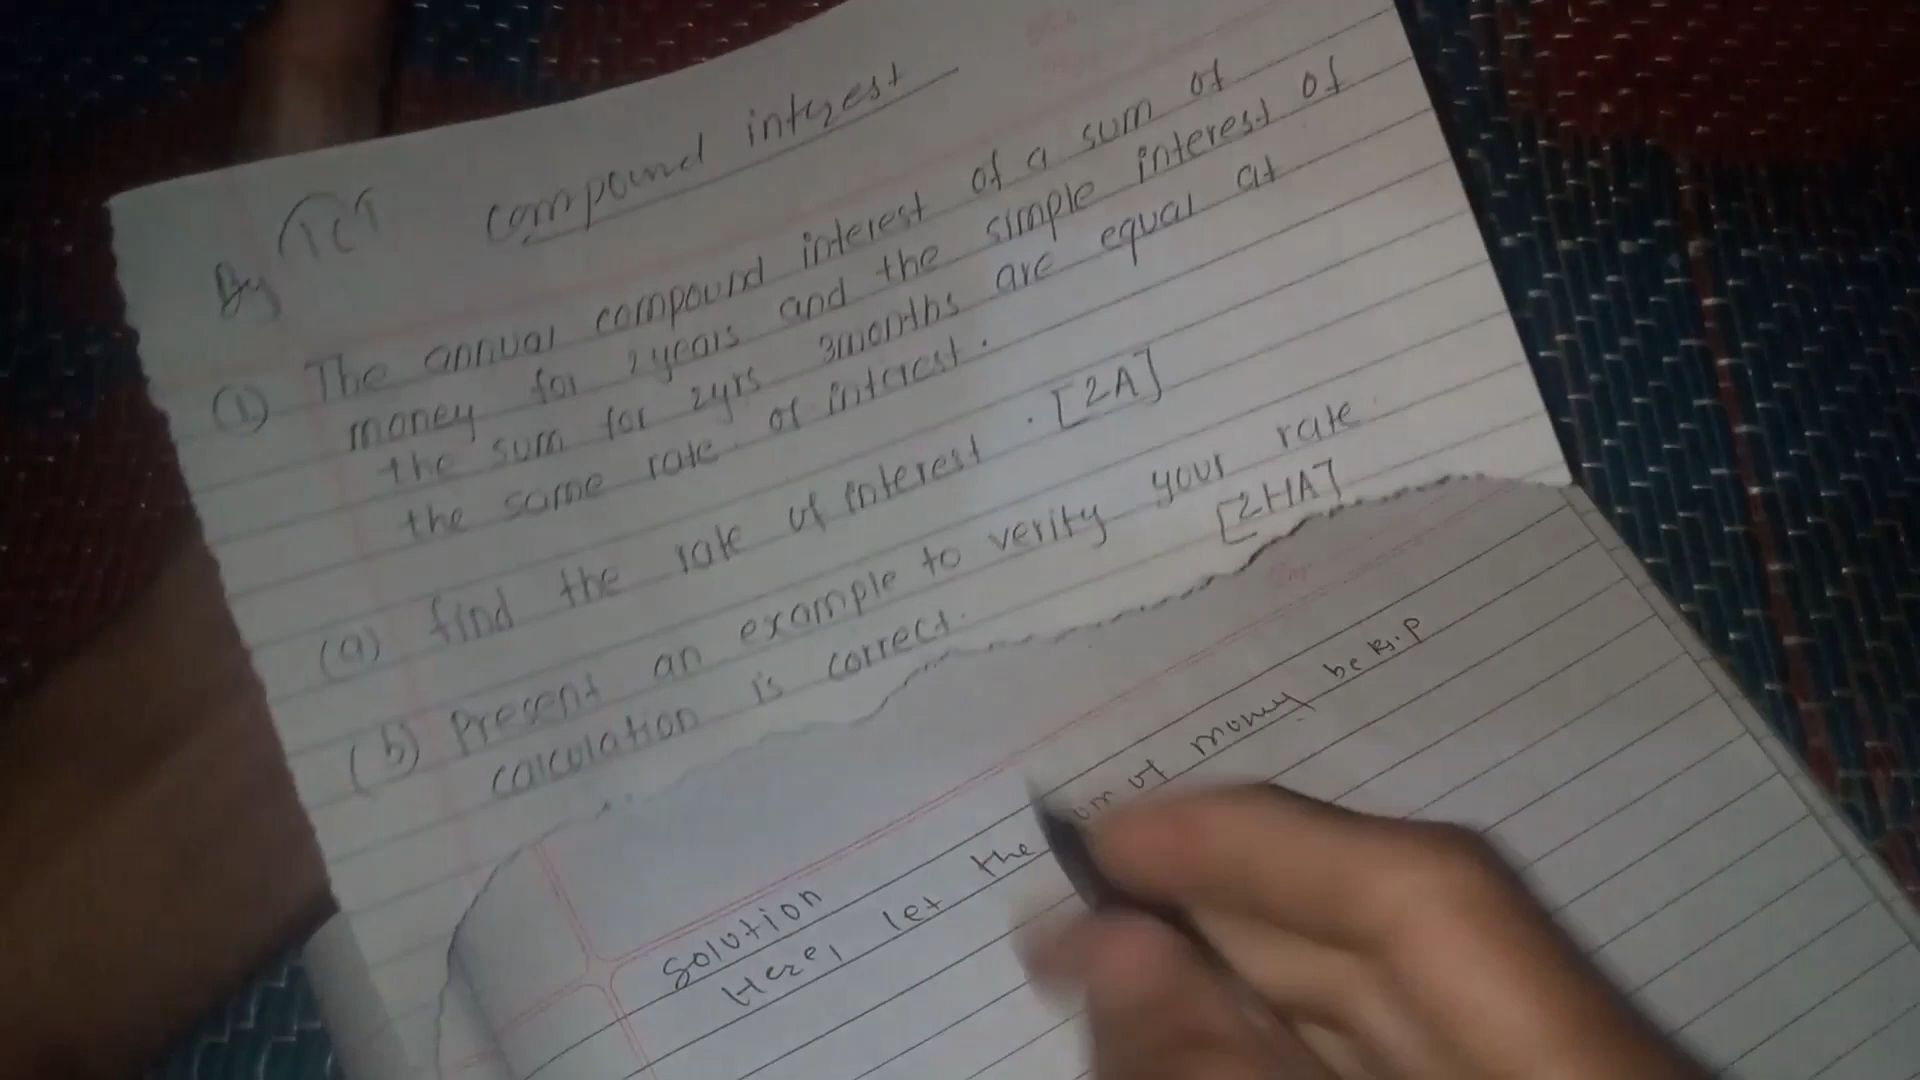 By TCT compound interest
(1) The annual compound interest of a sum of
money for 2 years and the simple interest of
the sum for 2yrs 3months are equal at
the same rate of interest.
(a) find the rate of interest. [2A]
(b) Present an example to verify your rate
calculation is correct. [2HA]
solution
Here, let the of money be Rs. P